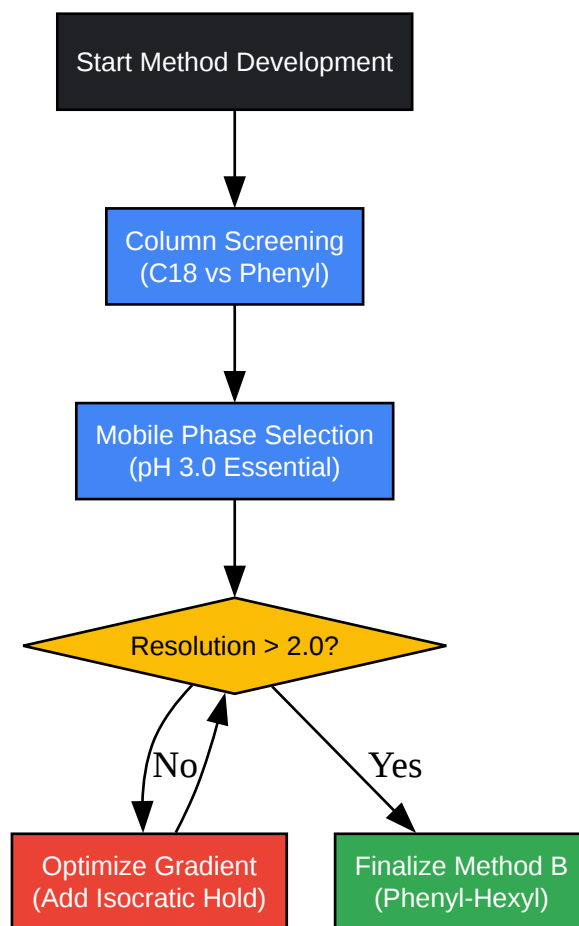 Start Method Development
Column Screening
(C18 vs Phenyl)
Mobile Phase Selection
(pH 3.0 Essential)
Resolution > 2.0?
No
Yes
Optimize Gradient
(Add Isocratic Hold)
Finalize Method B
(Phenyl-Hexyl)